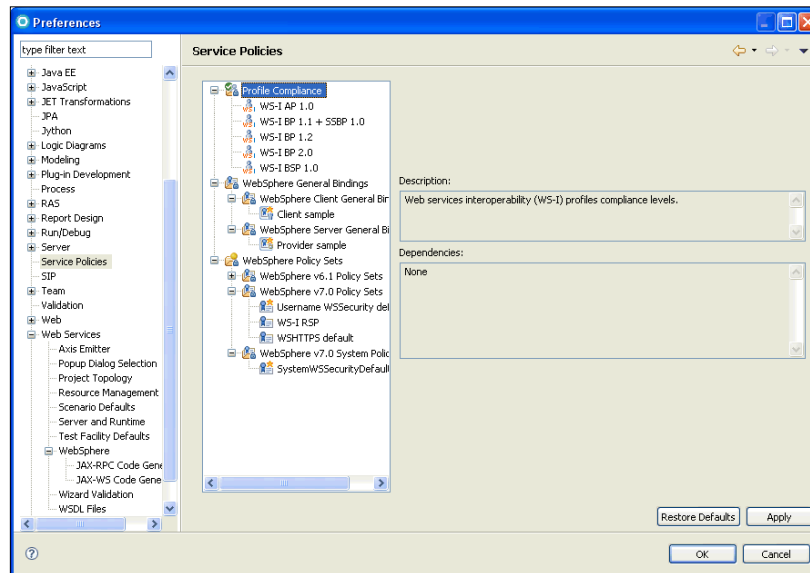 Preferences
type filter text
Java EE
JavaScript
JET Transformations
JPA
Jython
Logic Diagrams
Modeling
Plug-in Development
Process
RAS
Report Design
Run/Debug
Server
Service Policies
SIP
Team
Validation
Web
Web Services
Axis Emitter
Popup Dialog Selection
Project Topology
Resource Management
Scenario Defaults
Server and Runtime
Test Facility Defaults
WebSphere
JAX-RPC Code Gene
JAX-WS Code Gene
Wizard Validation
WSDL Files
Service Policies
Profile Compliance
WS-I AP 1.0
WS-I BP 1.1 + SSBP 1.0
WS-I BP 1.2
WS-I BP 2.0
WS-I BSP 1.0
WebSphere General Bindings
WebSphere Client General Bin
Client sample
WebSphere Server General Bi
Provider sample
WebSphere Policy Sets
WebSphere v6.1 Policy Sets
WebSphere v7.0 Policy Sets
Username WSSecurity def
WS-I RSP
WSHTTPS default
WebSphere v7.0 System Polic
SystemWSSecurityDefaul
Description:
Web services interoperability (WS-I) profiles compliance levels.
Dependencies:
None
Restore Defaults
Apply
OK
Cancel